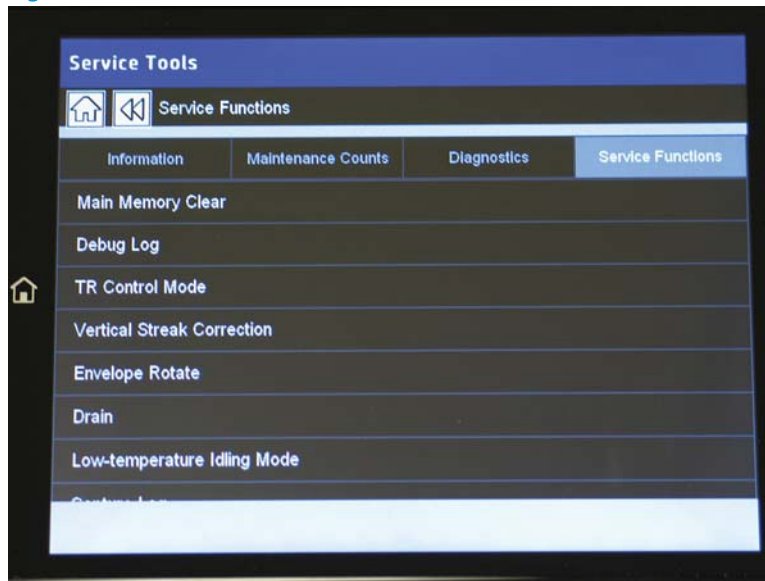 Service Tools
Service Functions
Information Maintenance Counts Diagnostics Service Functions
Main Memory Clear
Debug Log
TR Control Mode
Vertical Streak Correction
Envelope Rotate
Drain
Low-temperature Idling Mode